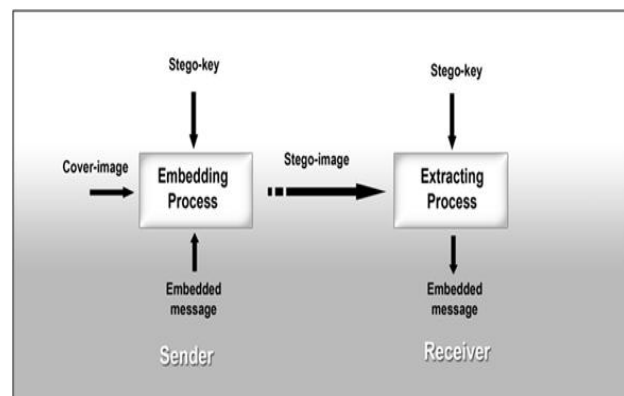 Stego-key
Stego-key
Cover-image
Embedding
Process
Stego-image
Extracting
Process
Embedded
message
Embedded
message
Sender
Receiver